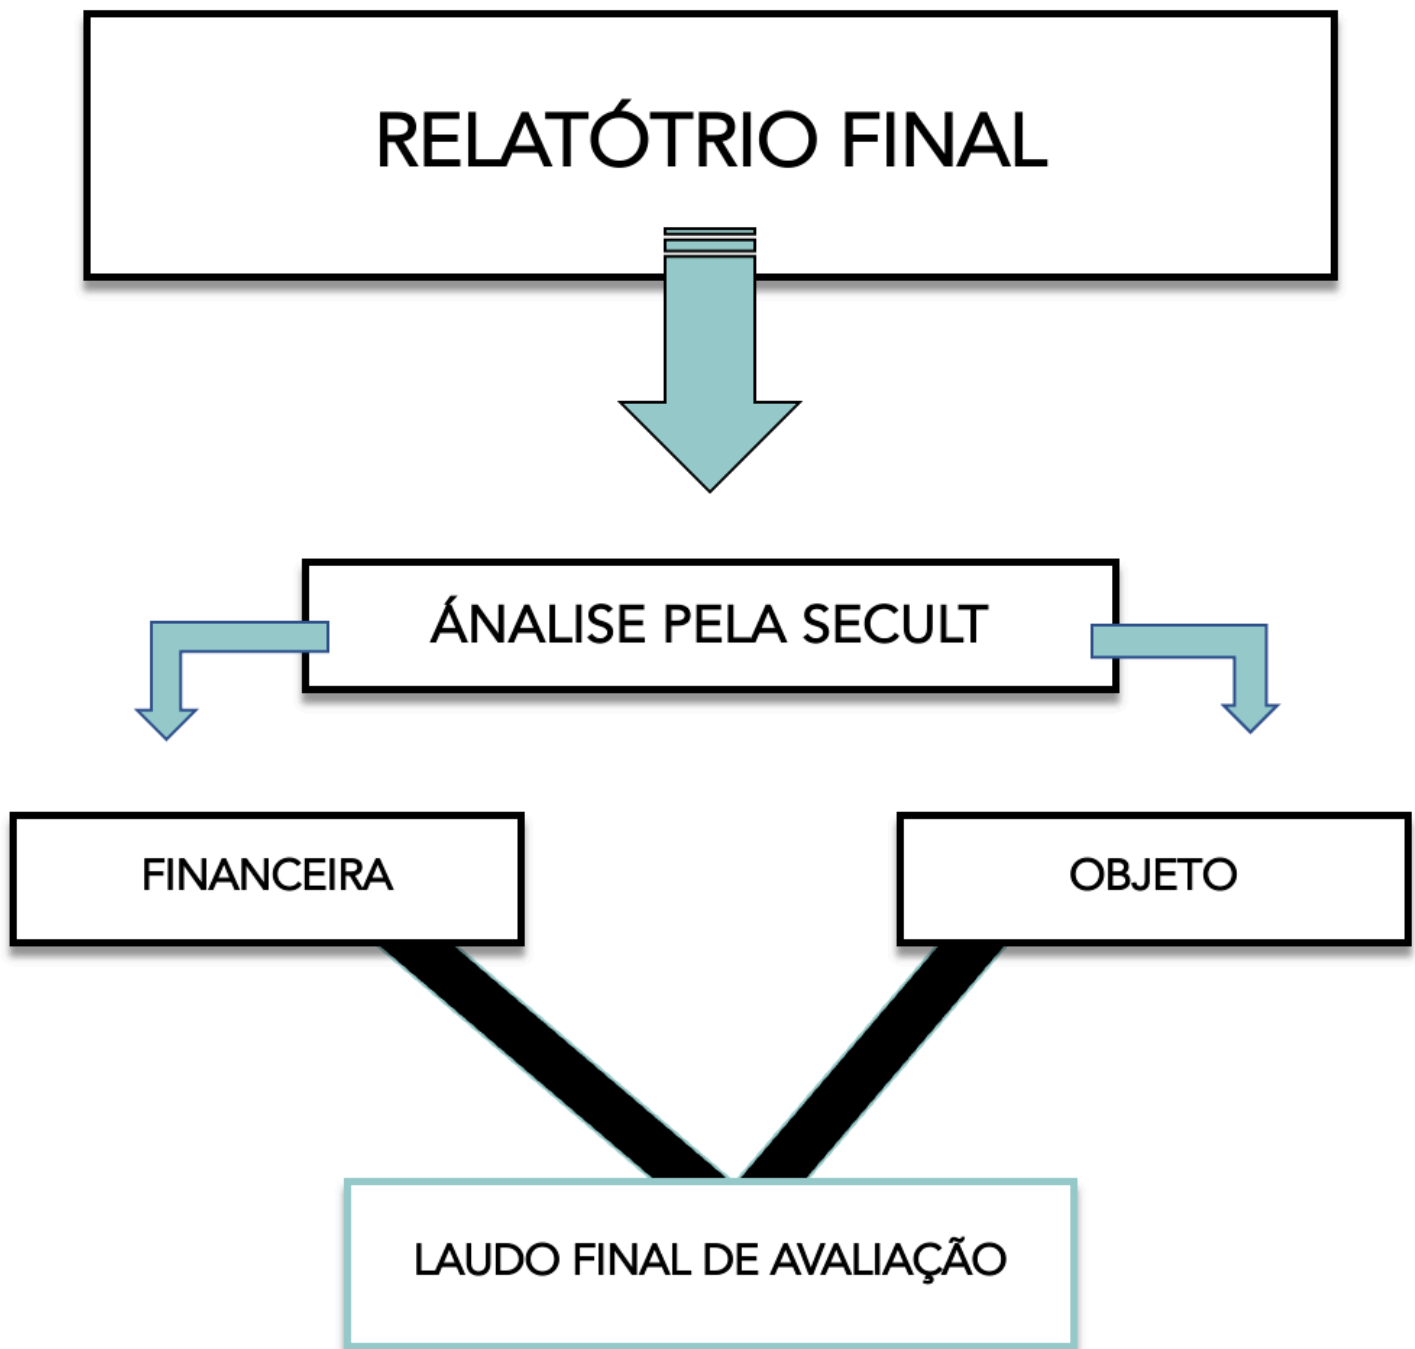 RELATÓTRIO FINAL
ÁNALISE PELA SECULT
FINANCEIRA
OBJETO
LAUDO FINAL DE AVALIAÇÃO